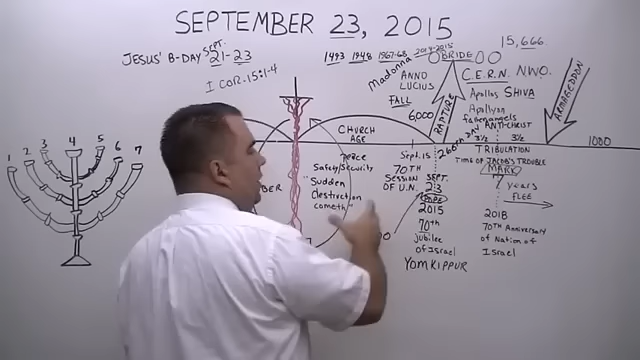 SEPTEMBER 23, 2015
JESUS' B-DAY SEPT. 21-23
I COR-15:1-4
1 2 3 4 5 6 7
1493 1948 1967-68 2014-2015
BRIDE
15,666
Madonna
ANNO
LUCIUS
FALL
6,000
RAPTURE
C.E.R.N. NWO.
Apollos SHIVA
Apollyon
fallenangels
ANTI-CHRIST
2nd
3½ 3½
ARMAGEDDON
CHURCH
AGE
Peace
Safety/Security
"Sudden
destruction
cometh"
Sept. 15
70TH
SESSION
OF U.N.
SEPT.
23
POPE
2015
70th
Jubilee
of Israel
YOM KIPPUR
TRIBULATION
TIME OF JACOB'S TROUBLE
MARK
7 years
FLEE
2018
70TH Anniversary
of Nation of
Israel
1000